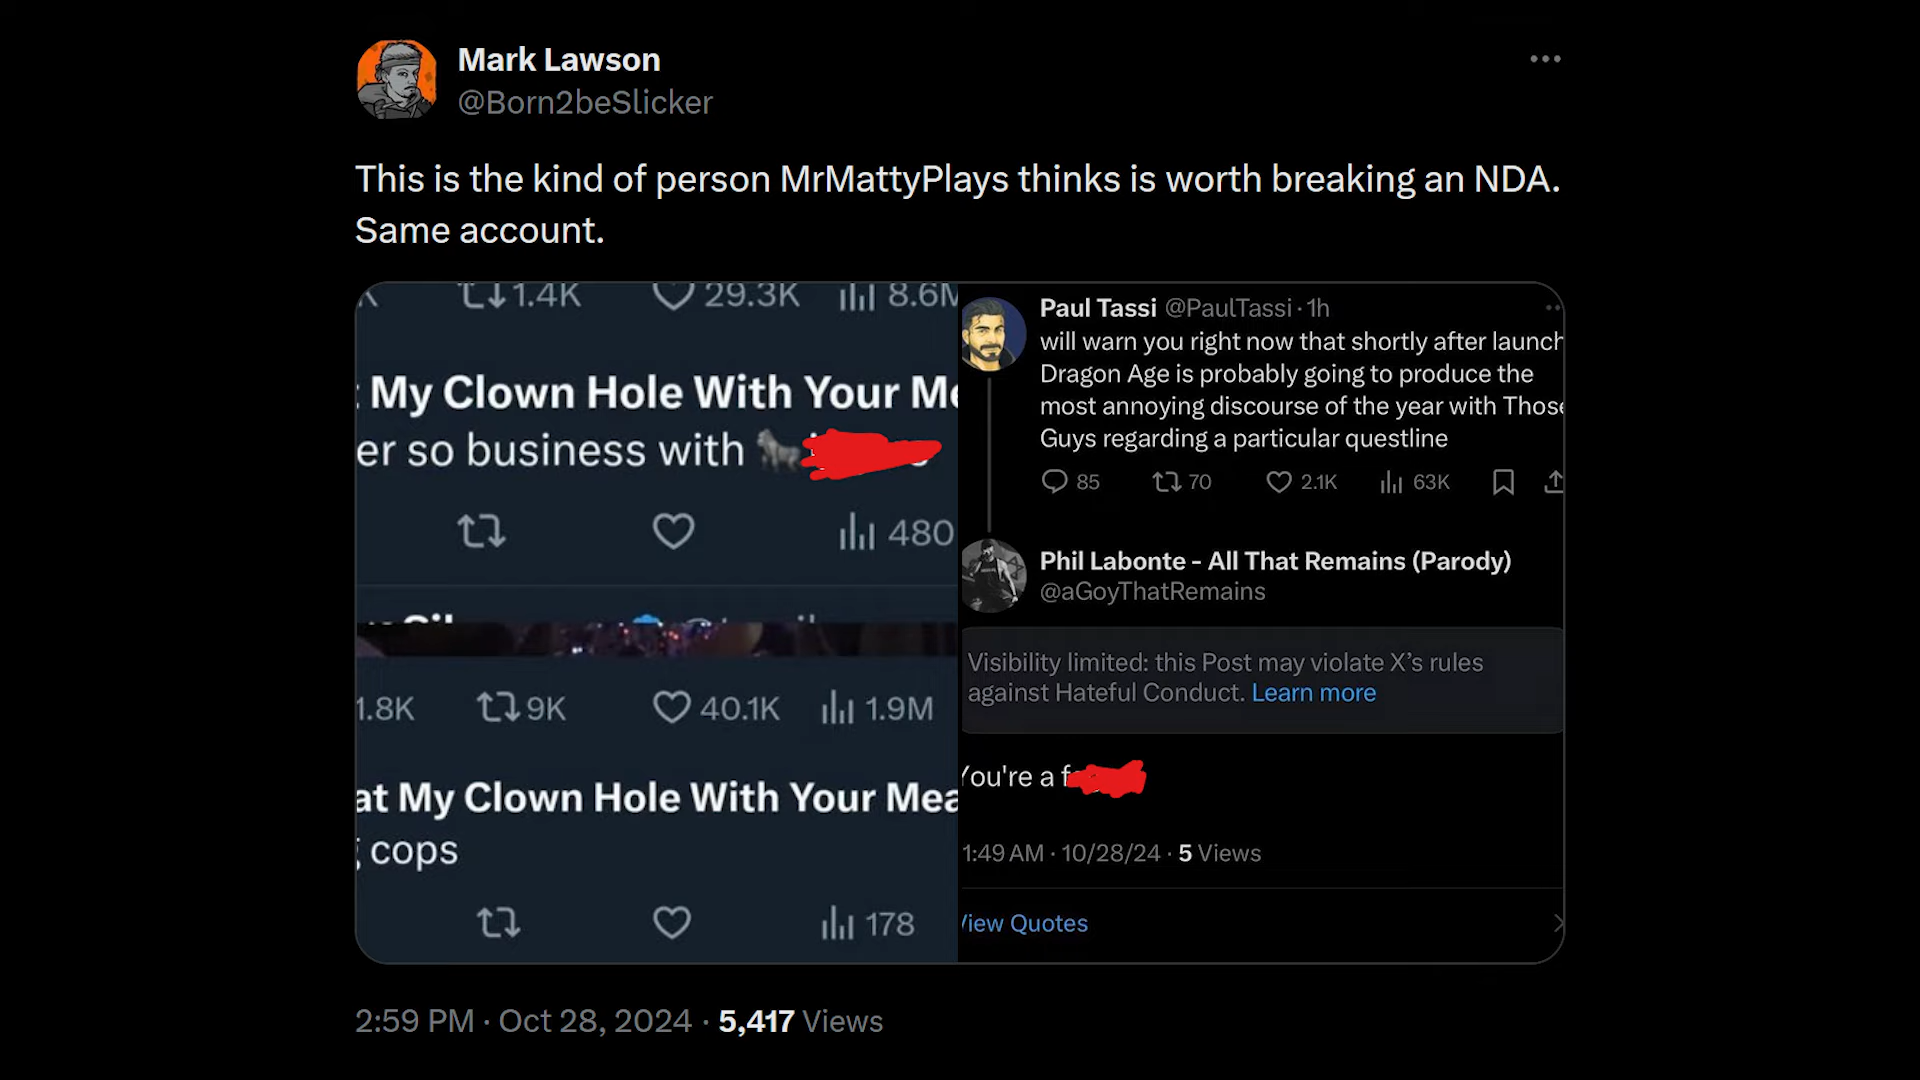 Mark Lawson
@Born2beSlicker
This is the kind of person MrMattyPlays thinks is worth breaking an NDA.
Same account.
1.4K 29.3K 8.6M
My Clown Hole With Your Me
er so business with
480
1.8K 9K 40.1K 1.9M
at My Clown Hole With Your Mea
cops
178
Paul Tassi @PaulTassi · 1h
will warn you right now that shortly after launch
Dragon Age is probably going to produce the
most annoying discourse of the year with Those
Guys regarding a particular questline
85 70 2.1K 63K
Phil Labonte - All That Remains (Parody)
@aGoyThatRemains
Visibility limited: this Post may violate X's rules
against Hateful Conduct. Learn more
You're a f
1:49 AM · 10/28/24 · 5 Views
View Quotes
2:59 PM · Oct 28, 2024 · 5,417 Views